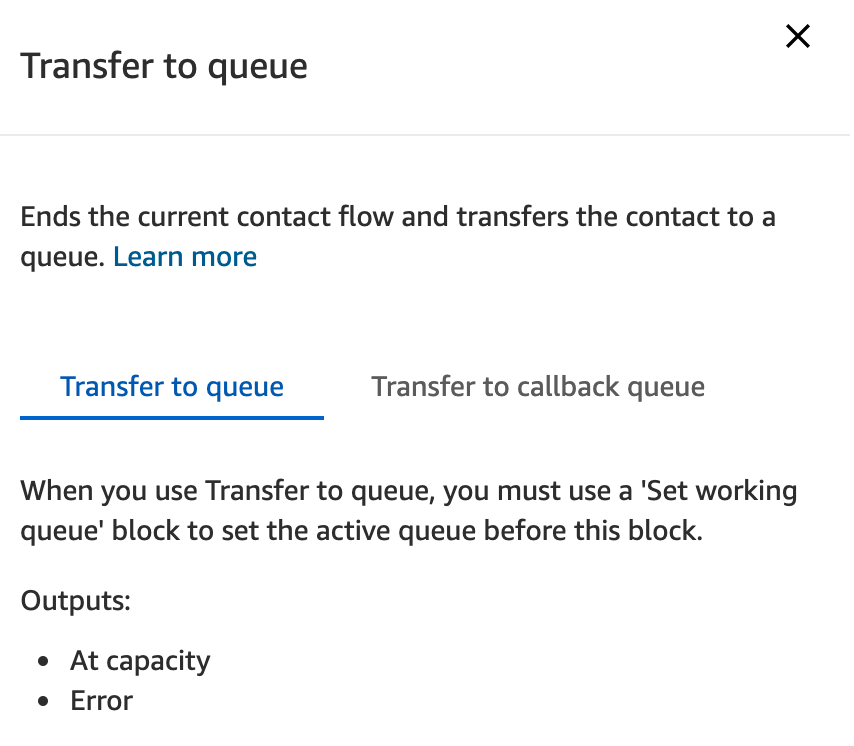 Transfer to queue
Ends the current contact flow and transfers the contact to a
queue. Learn more
Transfer to queue
Transfer to callback queue
When you use Transfer to queue, you must use a 'Set working
queue' block to set the active queue before this block.
Outputs:
• At capacity
• Error